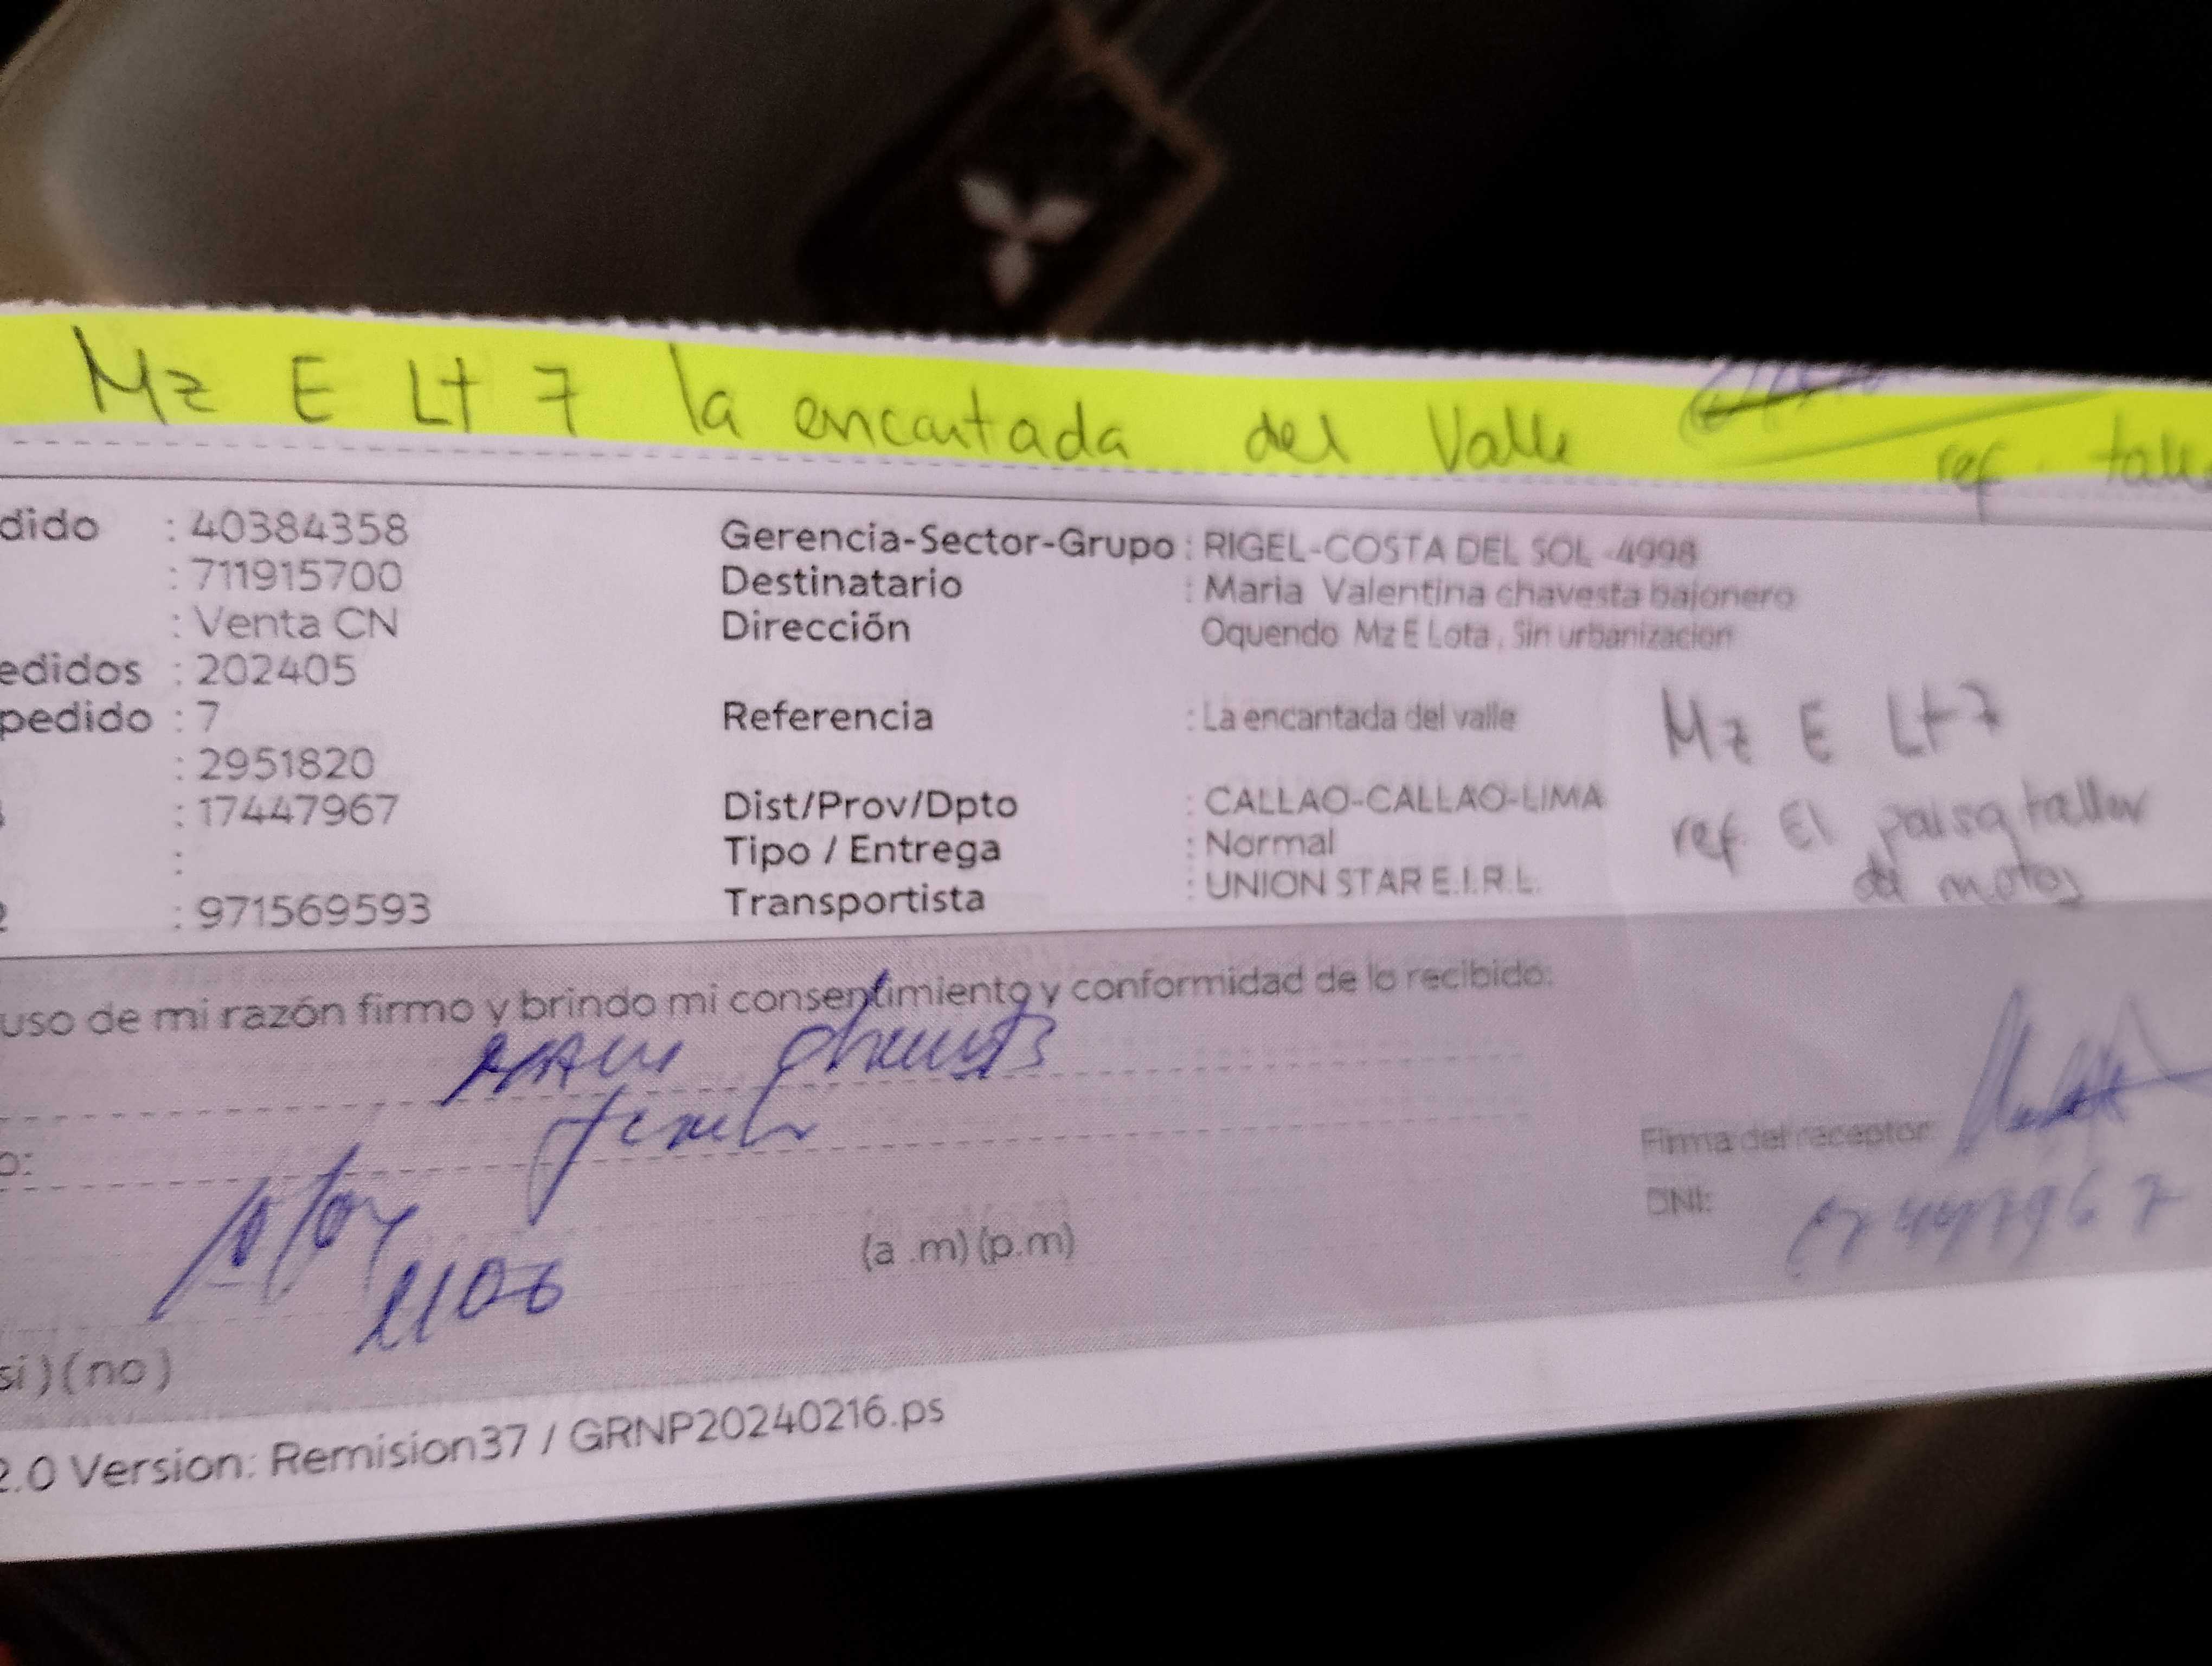 Mz E Lt 7 la encantada del Valle
ref. talle
dido : 40384358
: 711915700
: Venta CN
edidos : 202405
pedido : 7
: 2951820
: 17447967
:
2 : 971569593
Gerencia-Sector-Grupo : RIGEL-COSTA DEL SOL -4998
Destinatario : Maria Valentina chavesta bajonero
Dirección Oquendo Mz E Lota , Sin urbanizacion
Referencia : La encantada del valle
Dist/Prov/Dpto : CALLAO-CALLAO-LIMA
Tipo / Entrega : Normal
Transportista : UNION STAR E.I.R.L.
Mz E Lt 7
ref El paisa taller
de motos
uso de mi razón firmo y brindo mi consentimiento y conformidad de lo recibido.
o:
Firma del receptor:
DNI:
(a .m) (p.m)
si ) ( no )
2.0 Version: Remision37 / GRNP20240216.ps